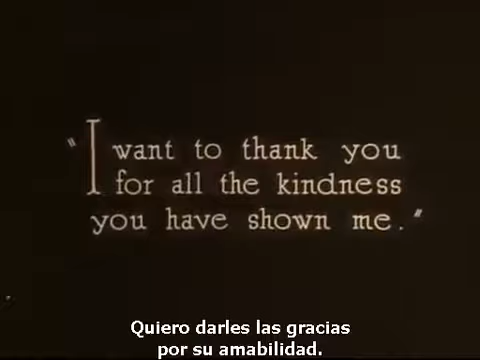 "I want to thank you
for all the kindness
you have shown me."
Quiero darles las gracias
por su amabilidad.